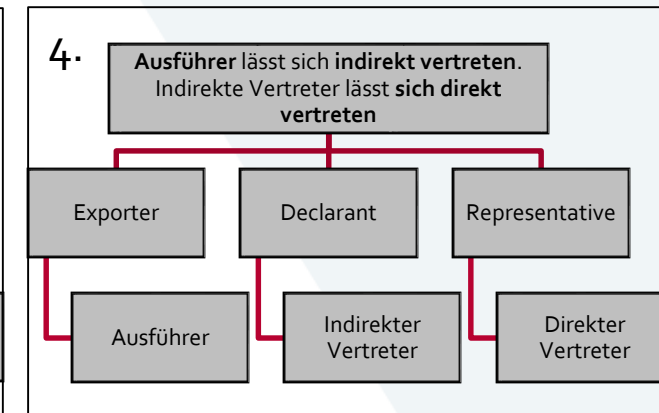 4.
Ausführer lässt sich indirekt vertreten.
Indirekte Vertreter lässt sich direkt
vertreten
Exporter
Declarant
Representative
Ausführer
Indirekter
Vertreter
Direkter
Vertreter